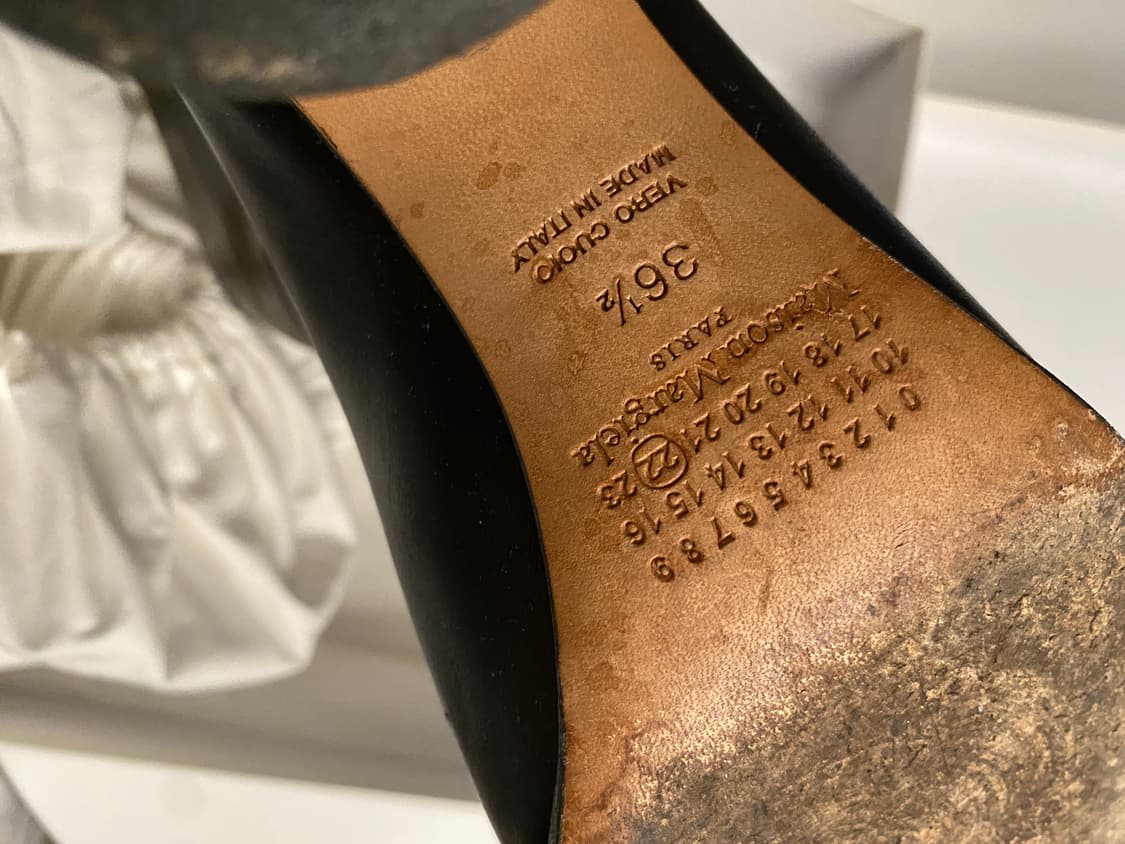 0 1 2 3 4 5 6 7 8 9
10 11 12 13 14 15 16
17 18 19 20 21 22 23
Maison Margiela
PARIS
36½
VERO CUOIO
MADE IN ITALY